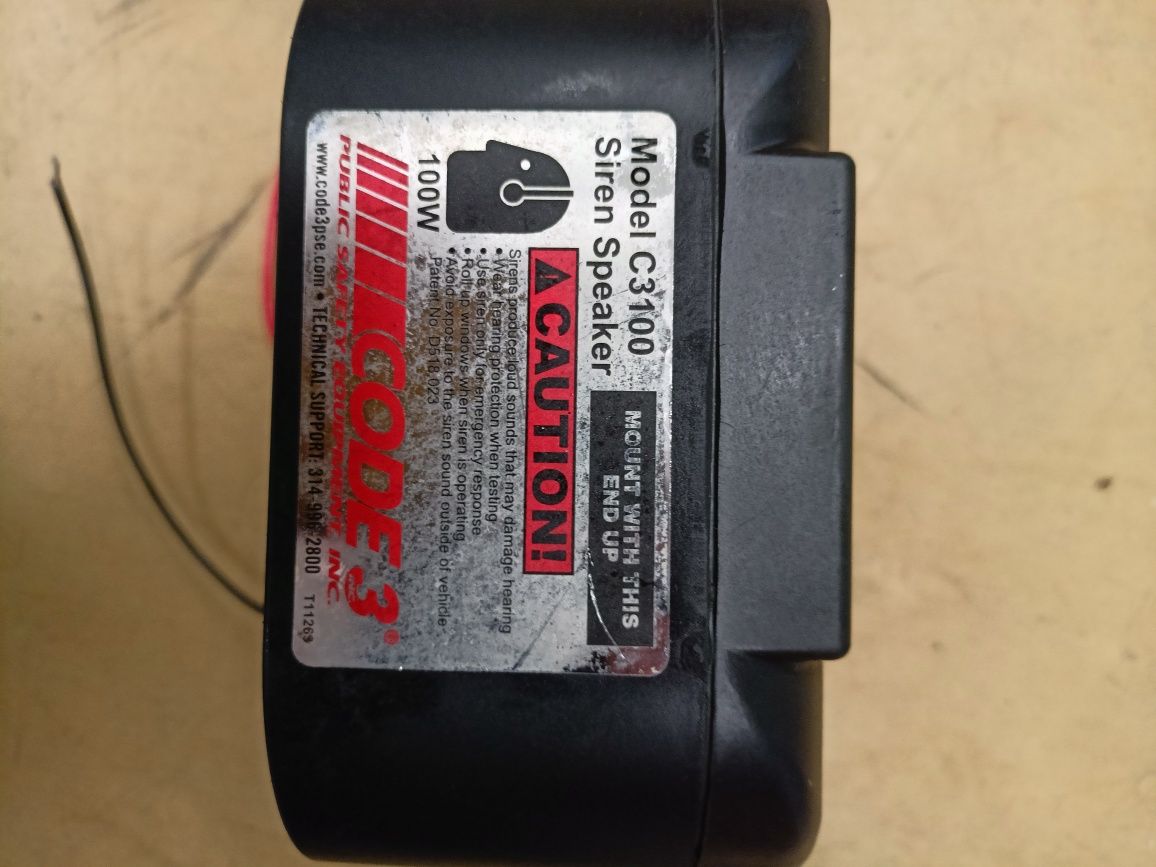 Model C3100
Siren Speaker
MOUNT WITH THIS
END UP
100W
CAUTION!
Sirens produce loud sounds that may damage hearing
• Wear hearing protection when testing
• Use siren only for emergency response
• Roll up windows when siren is operating
• Avoid exposure to the siren sound outside of vehicle
Patent No. D518,023
CODE 3®
PUBLIC SAFETY EQUIPMENT, INC.
www.code3pse.com • TECHNICAL SUPPORT: 314-996-2800
T11269